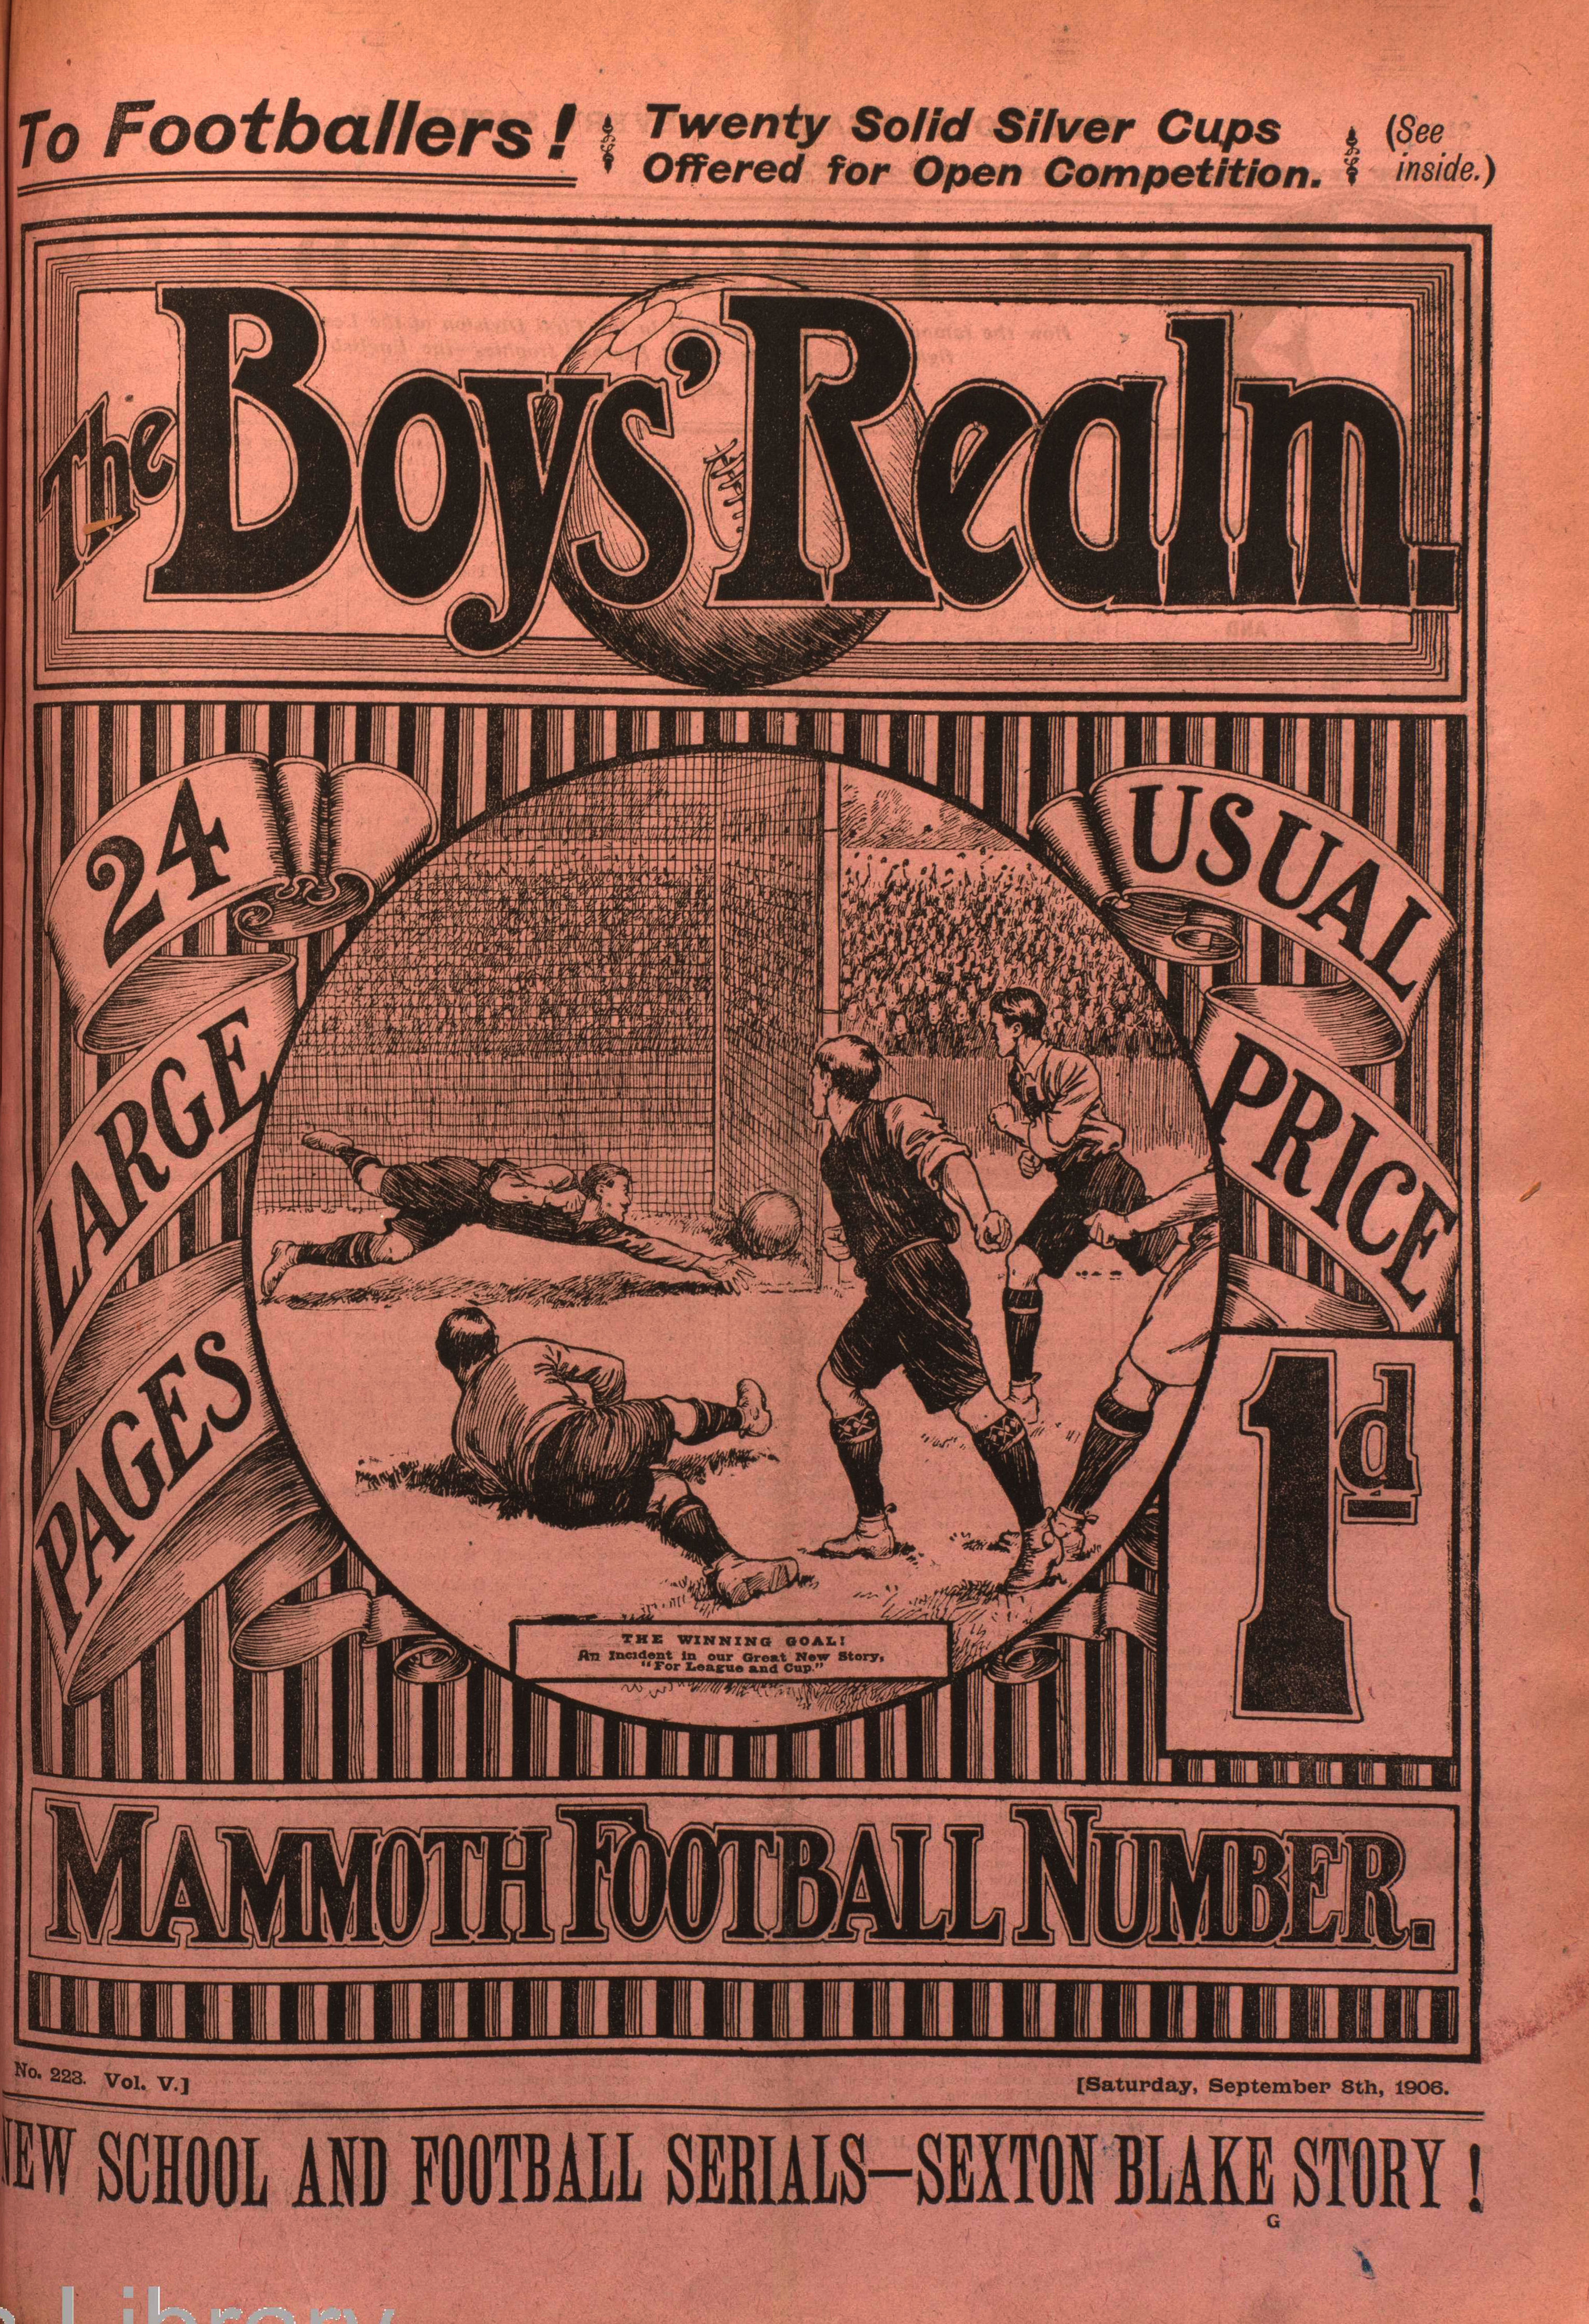 To Footballers!
Twenty Solid Silver Cups
Offered for Open Competition.
(See
inside.)
The Boys' Realm.
24
LARGE
PAGES
USUAL
PRICE
1d
THE WINNING GOAL!
An Incident in our Great New Story,
"For League and Cup."
MAMMOTH FOOTBALL NUMBER.
No. 223. Vol. V.]
[Saturday, September 8th, 1906.
NEW SCHOOL AND FOOTBALL SERIALS—SEXTON BLAKE STORY!
G
Library